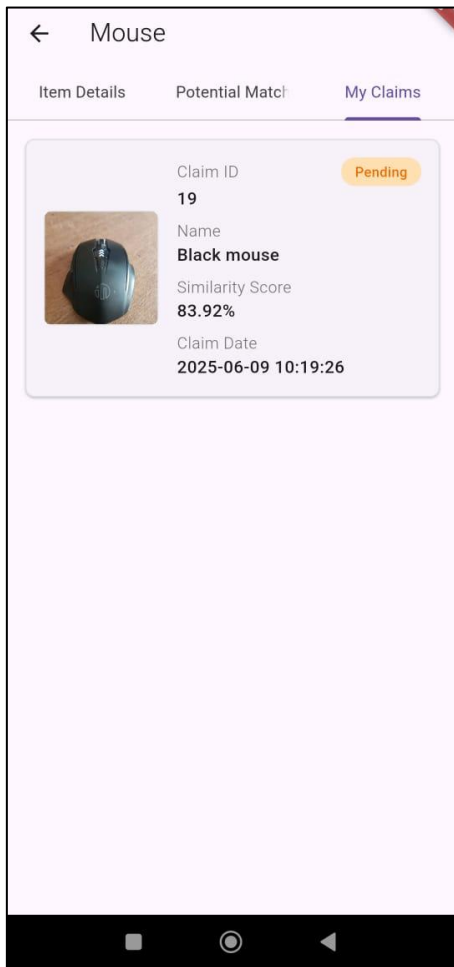 Mouse
Item Details Potential Match My Claims
Claim ID Pending
19
Name
Black mouse
Similarity Score
83.92%
Claim Date
2025-06-09 10:19:26